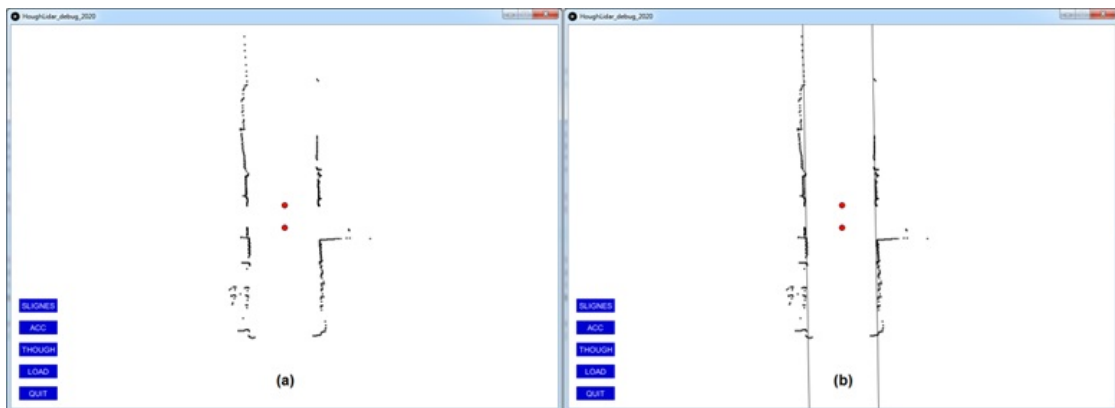 HoughLidar_debug_2020
SLIGNES
ACC
THOUGH
LOAD
QUIT
(a)
HoughLidar_debug_2020
SLIGNES
ACC
THOUGH
LOAD
QUIT
(b)